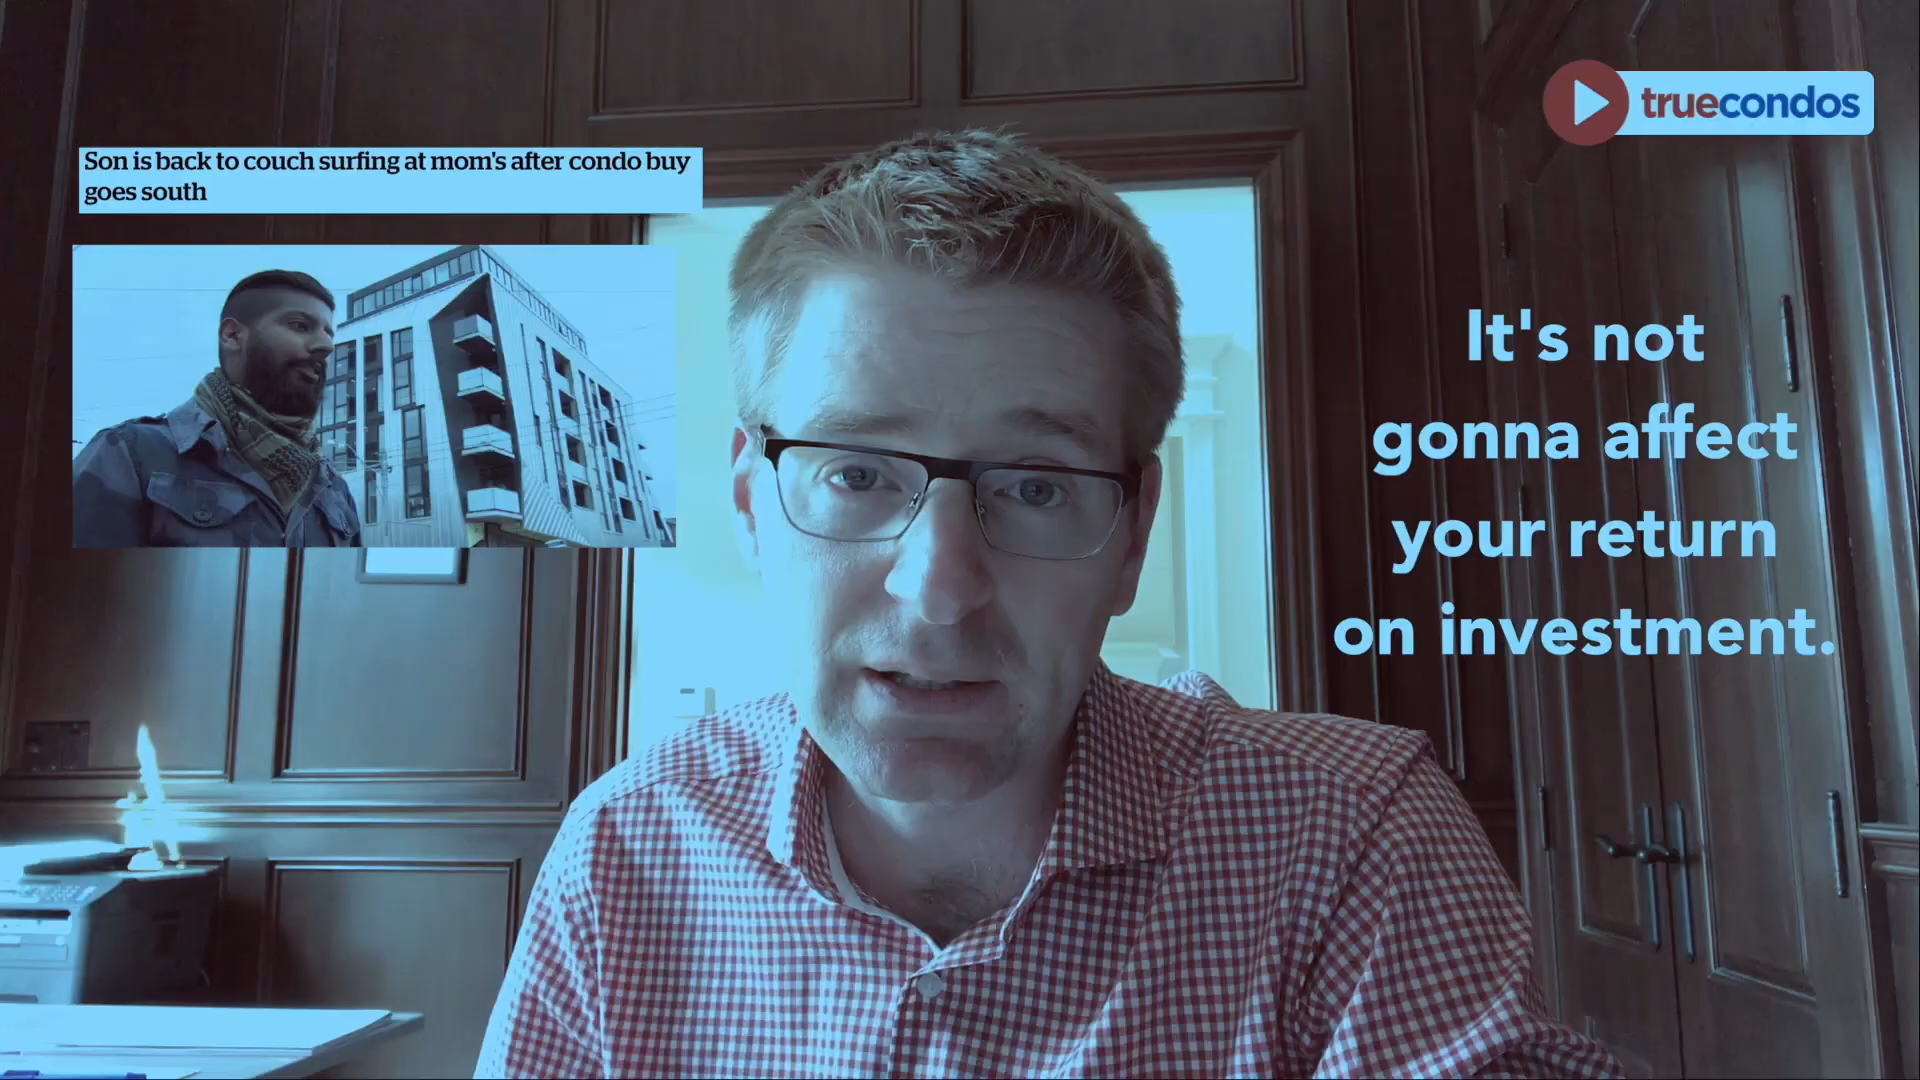 truecondos
Son is back to couch surfing at mom's after condo buy
goes south
It's not
gonna affect
your return
on investment.